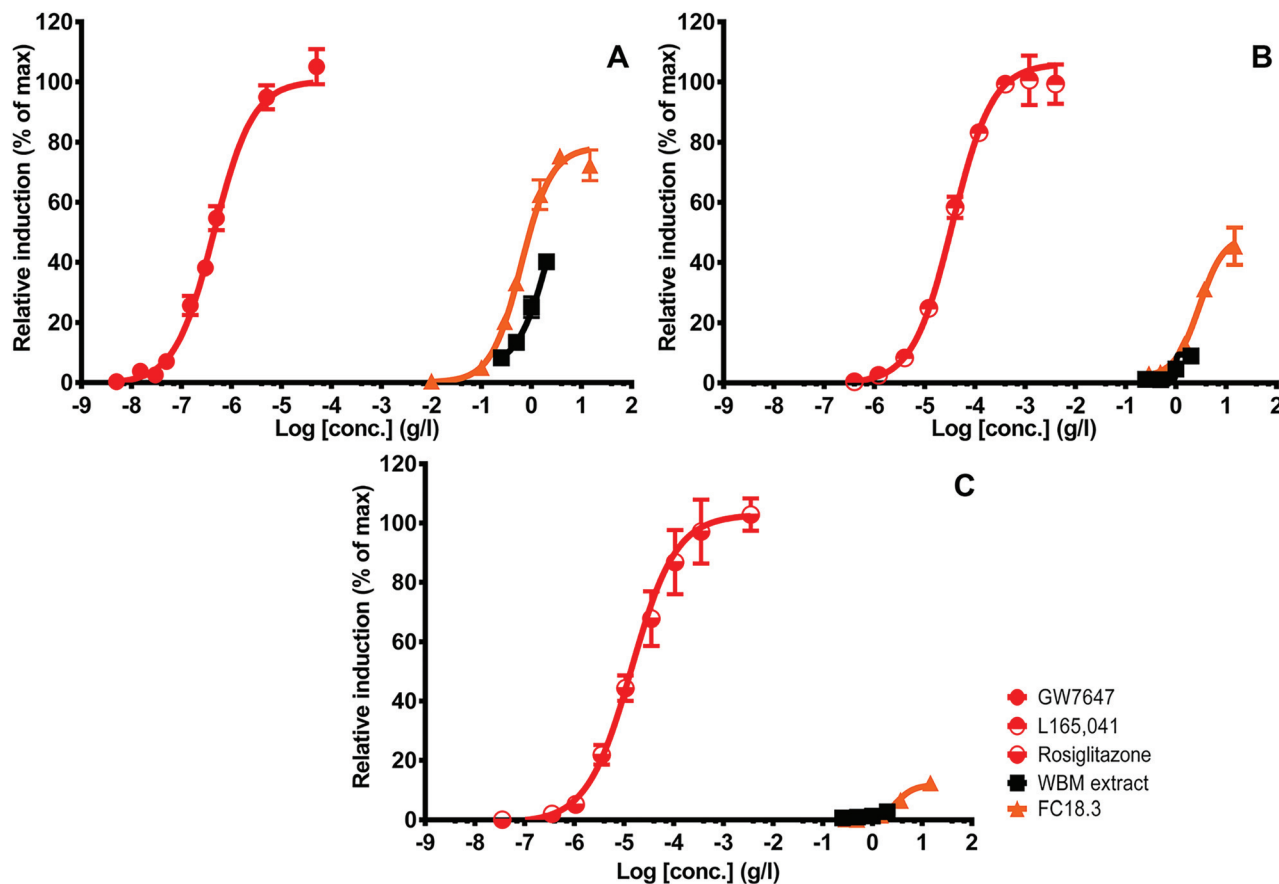 A
Relative induction (% of max)
120
100
80
60
40
20
0
-9 -8 -7 -6 -5 -4 -3 -2 -1 0 1 2
Log [conc.] (g/l)
B
Relative induction (% of max)
120
100
80
60
40
20
0
-9 -8 -7 -6 -5 -4 -3 -2 -1 0 1 2
Log [conc.] (g/l)
C
Relative induction (% of max)
120
100
80
60
40
20
0
-9 -8 -7 -6 -5 -4 -3 -2 -1 0 1 2
Log [conc.] (g/l)
GW7647
L165,041
Rosiglitazone
WBM extract
FC18.3